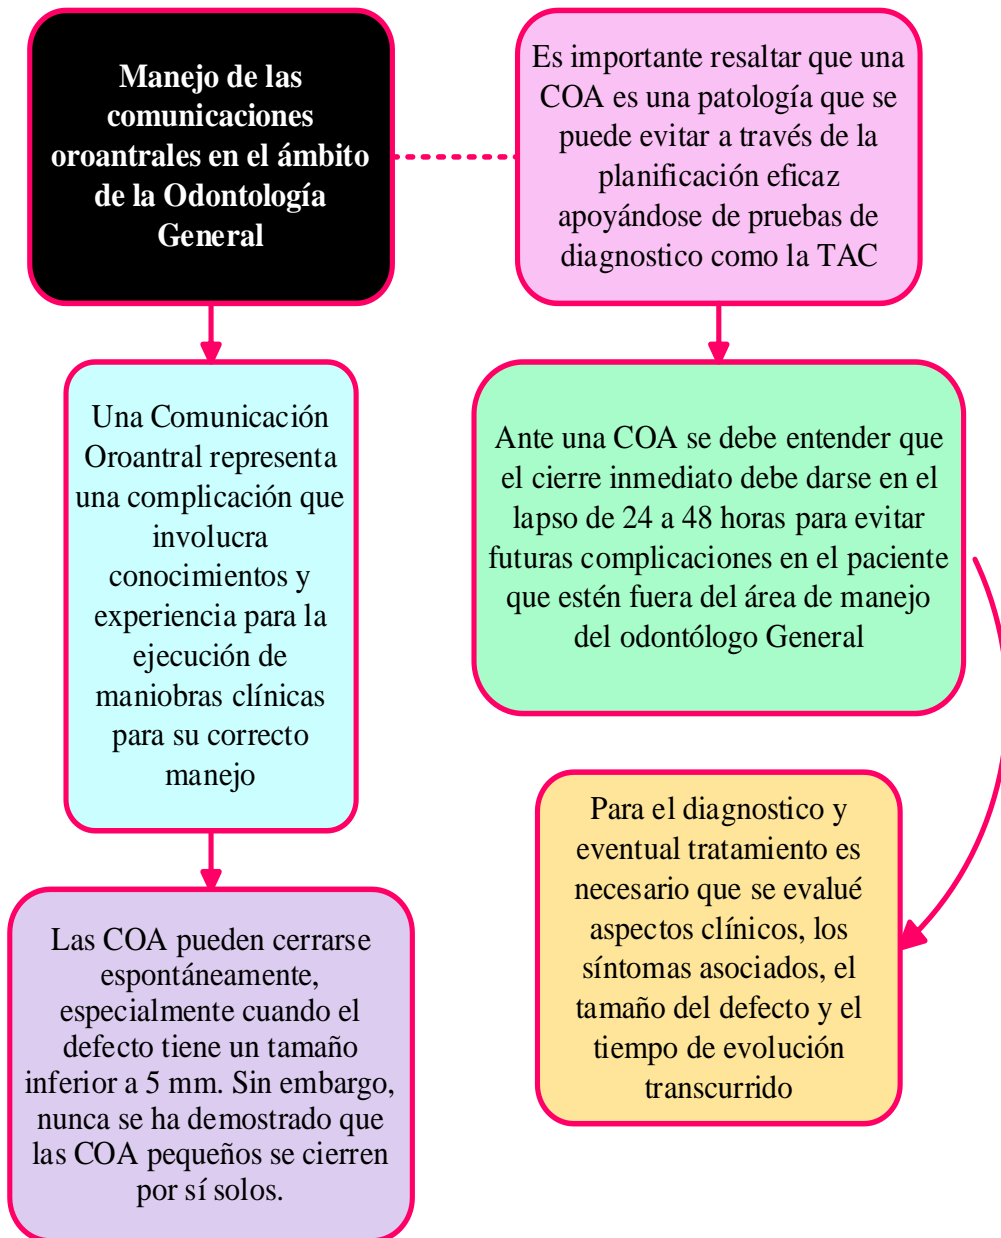 Manejo de las
comunicaciones
oroantrales en el ámbito
de la Odontología
General
Es importante resaltar que una
COA es una patología que se
puede evitar a través de la
planificación eficaz
apoyándose de pruebas de
diagnostico como la TAC
Una Comunicación
Oroantral representa
una complicación que
involucra
conocimientos y
experiencia para la
ejecución de
maniobras clínicas
para su correcto
manejo
Ante una COA se debe entender que
el cierre inmediato debe darse en el
lapso de 24 a 48 horas para evitar
futuras complicaciones en el paciente
que estén fuera del área de manejo
del odontólogo General
Las COA pueden cerrarse
espontáneamente,
especialmente cuando el
defecto tiene un tamaño
inferior a 5 mm. Sin embargo,
nunca se ha demostrado que
las COA pequeños se cierren
por sí solos.
Para el diagnostico y
eventual tratamiento es
necesario que se evalué
aspectos clínicos, los
síntomas asociados, el
tamaño del defecto y el
tiempo de evolución
transcurrido